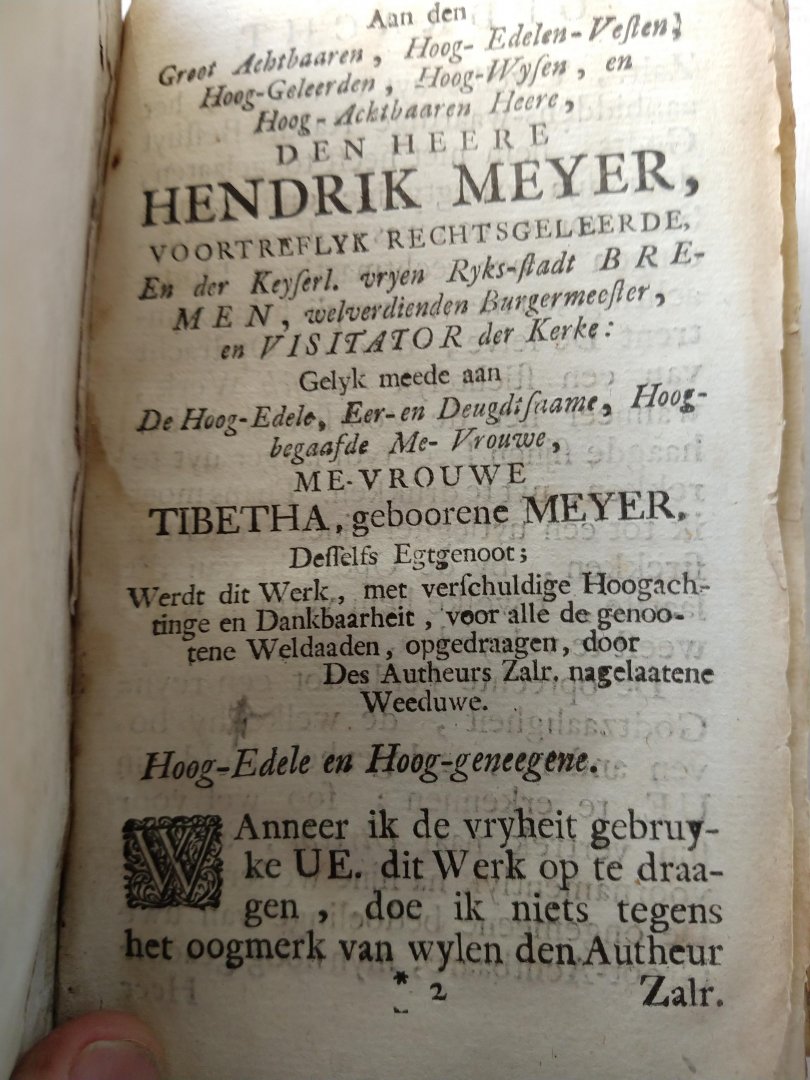 Aan den
Groot Achtbaaren, Hoog-Edelen-Veſten,
Hoog-Geleerden, Hoog-Wyſen, en
Hoog-Achtbaaren Heere,
DEN HEERE
HENDRIK MEYER,
VOORTREFLYK RECHTSGELEERDE,
En der Keyſerl. vryen Ryks-ſtadt BRE-
MEN, welverdienden Burgermeeſter,
en VISITATOR der Kerke:
Gelyk meede aan
De Hoog-Edele, Eer-en Deugdtſaame, Hoog-
begaafde Me-Vrouwe,
ME-VROUWE
TIBETHA, geboorene MEYER,
Deſſelfs Egtgenoot;
Werdt dit Werk, met verſchuldige Hoogach-
tinge en Dankbaarheit, voor alle de genoo-
tene Weldaaden, opgedraagen, door
Des Autheurs Zalr. nagelaatene
Weeduwe.
Hoog-Edele en Hoog-geneegene.
WAnneer ik de vryheit gebruy-
ke UE. dit Werk op te draa-
gen, doe ik niets tegens
het oogmerk van wylen den Autheur
* 2 Zalr.